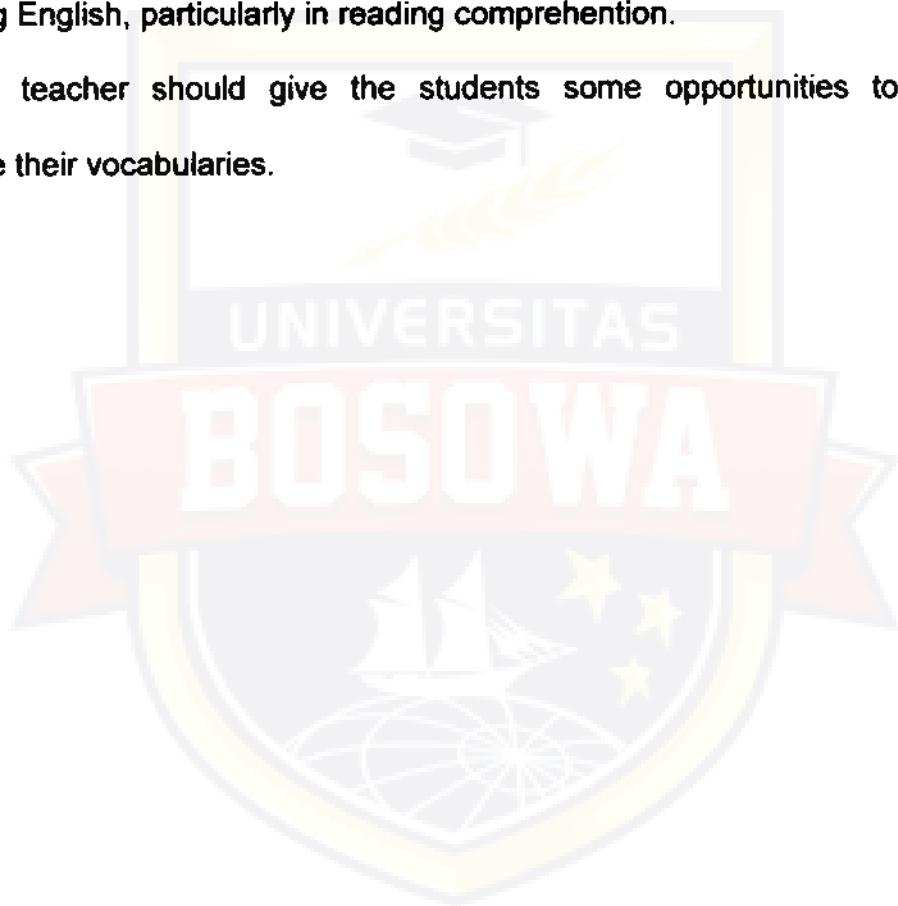 g English, particularly in reading comprehention.
teacher should give the students some opportunities to
e their vocabularies.
UNIVERSITAS
BOSOWA